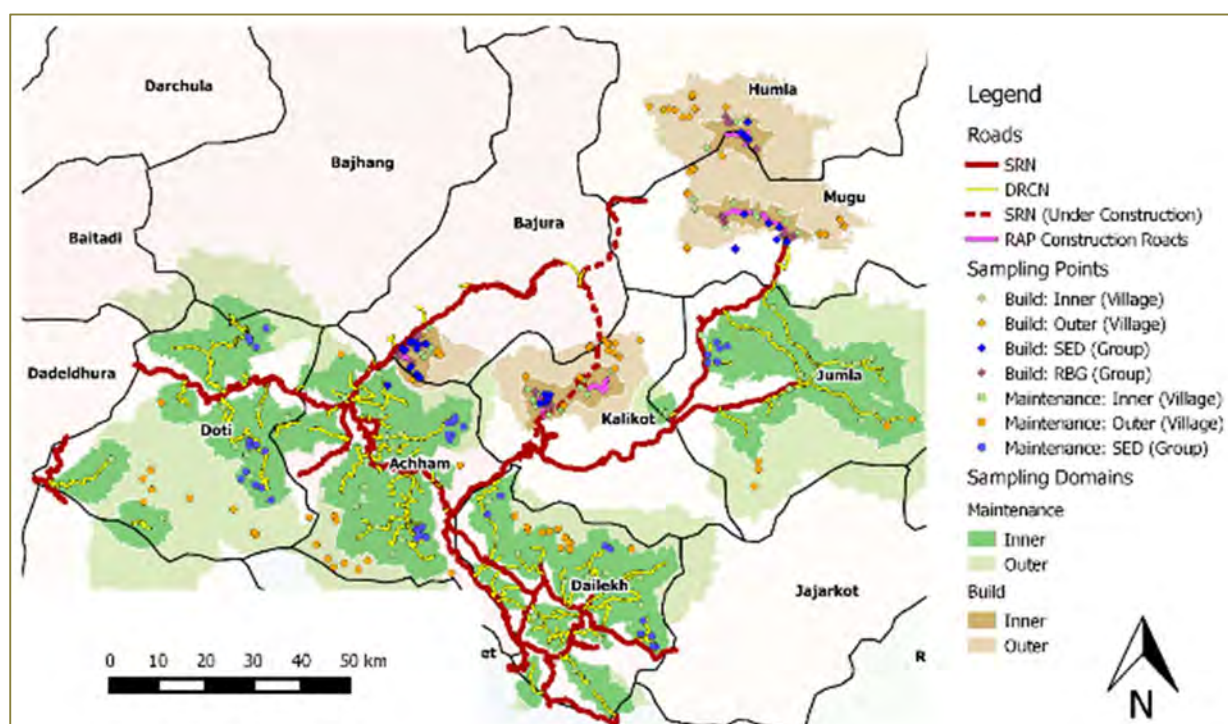 Darchula
Humla
Bajhang
Mugu
Bajura
Baitadi
Dadeldhura
Doti
Jumla
Kalikot
Achham
Dailekh
Jajarkot
et
R
0 10 20 30 40 50 km
N
Legend
Roads
SRN
DRCN
SRN (Under Construction)
RAP Construction Roads
Sampling Points
Build: Inner (Village)
Build: Outer (Village)
Build: SED (Group)
Build: RBG (Group)
Maintenance: Inner (Village)
Maintenance: Outer (Village)
Maintenance: SED (Group)
Sampling Domains
Maintenance
Inner
Outer
Build
Inner
Outer